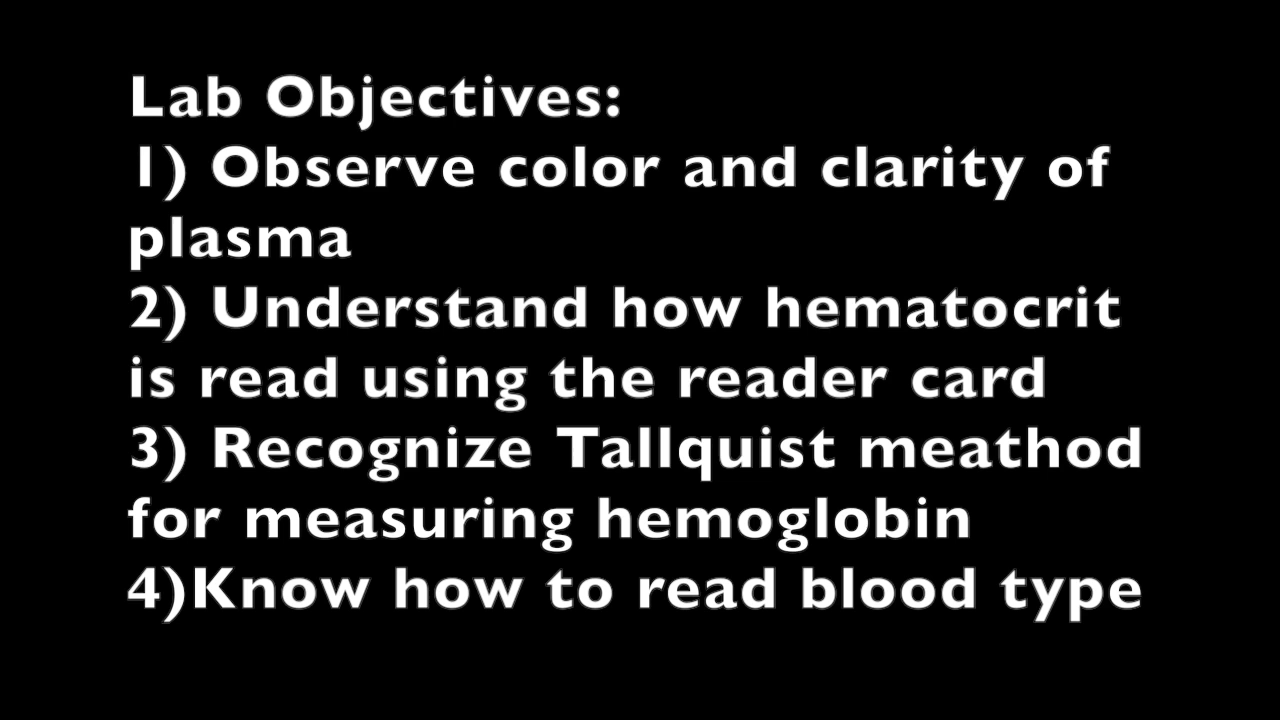 Lab Objectives:
1) Observe color and clarity of
plasma
2) Understand how hematocrit
is read using the reader card
3) Recognize Tallquist meathod
for measuring hemoglobin
4)Know how to read blood type